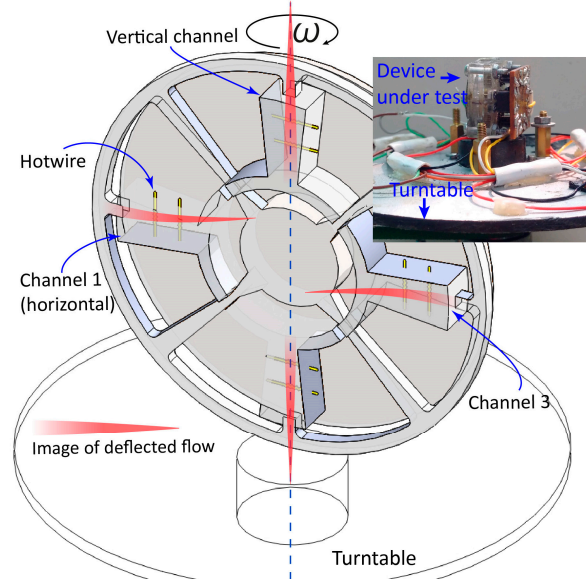 ω
Vertical channel
Device
under test
Hotwire
Turntable
Channel 1
(horizontal)
Channel 3
Image of deflected flow
Turntable